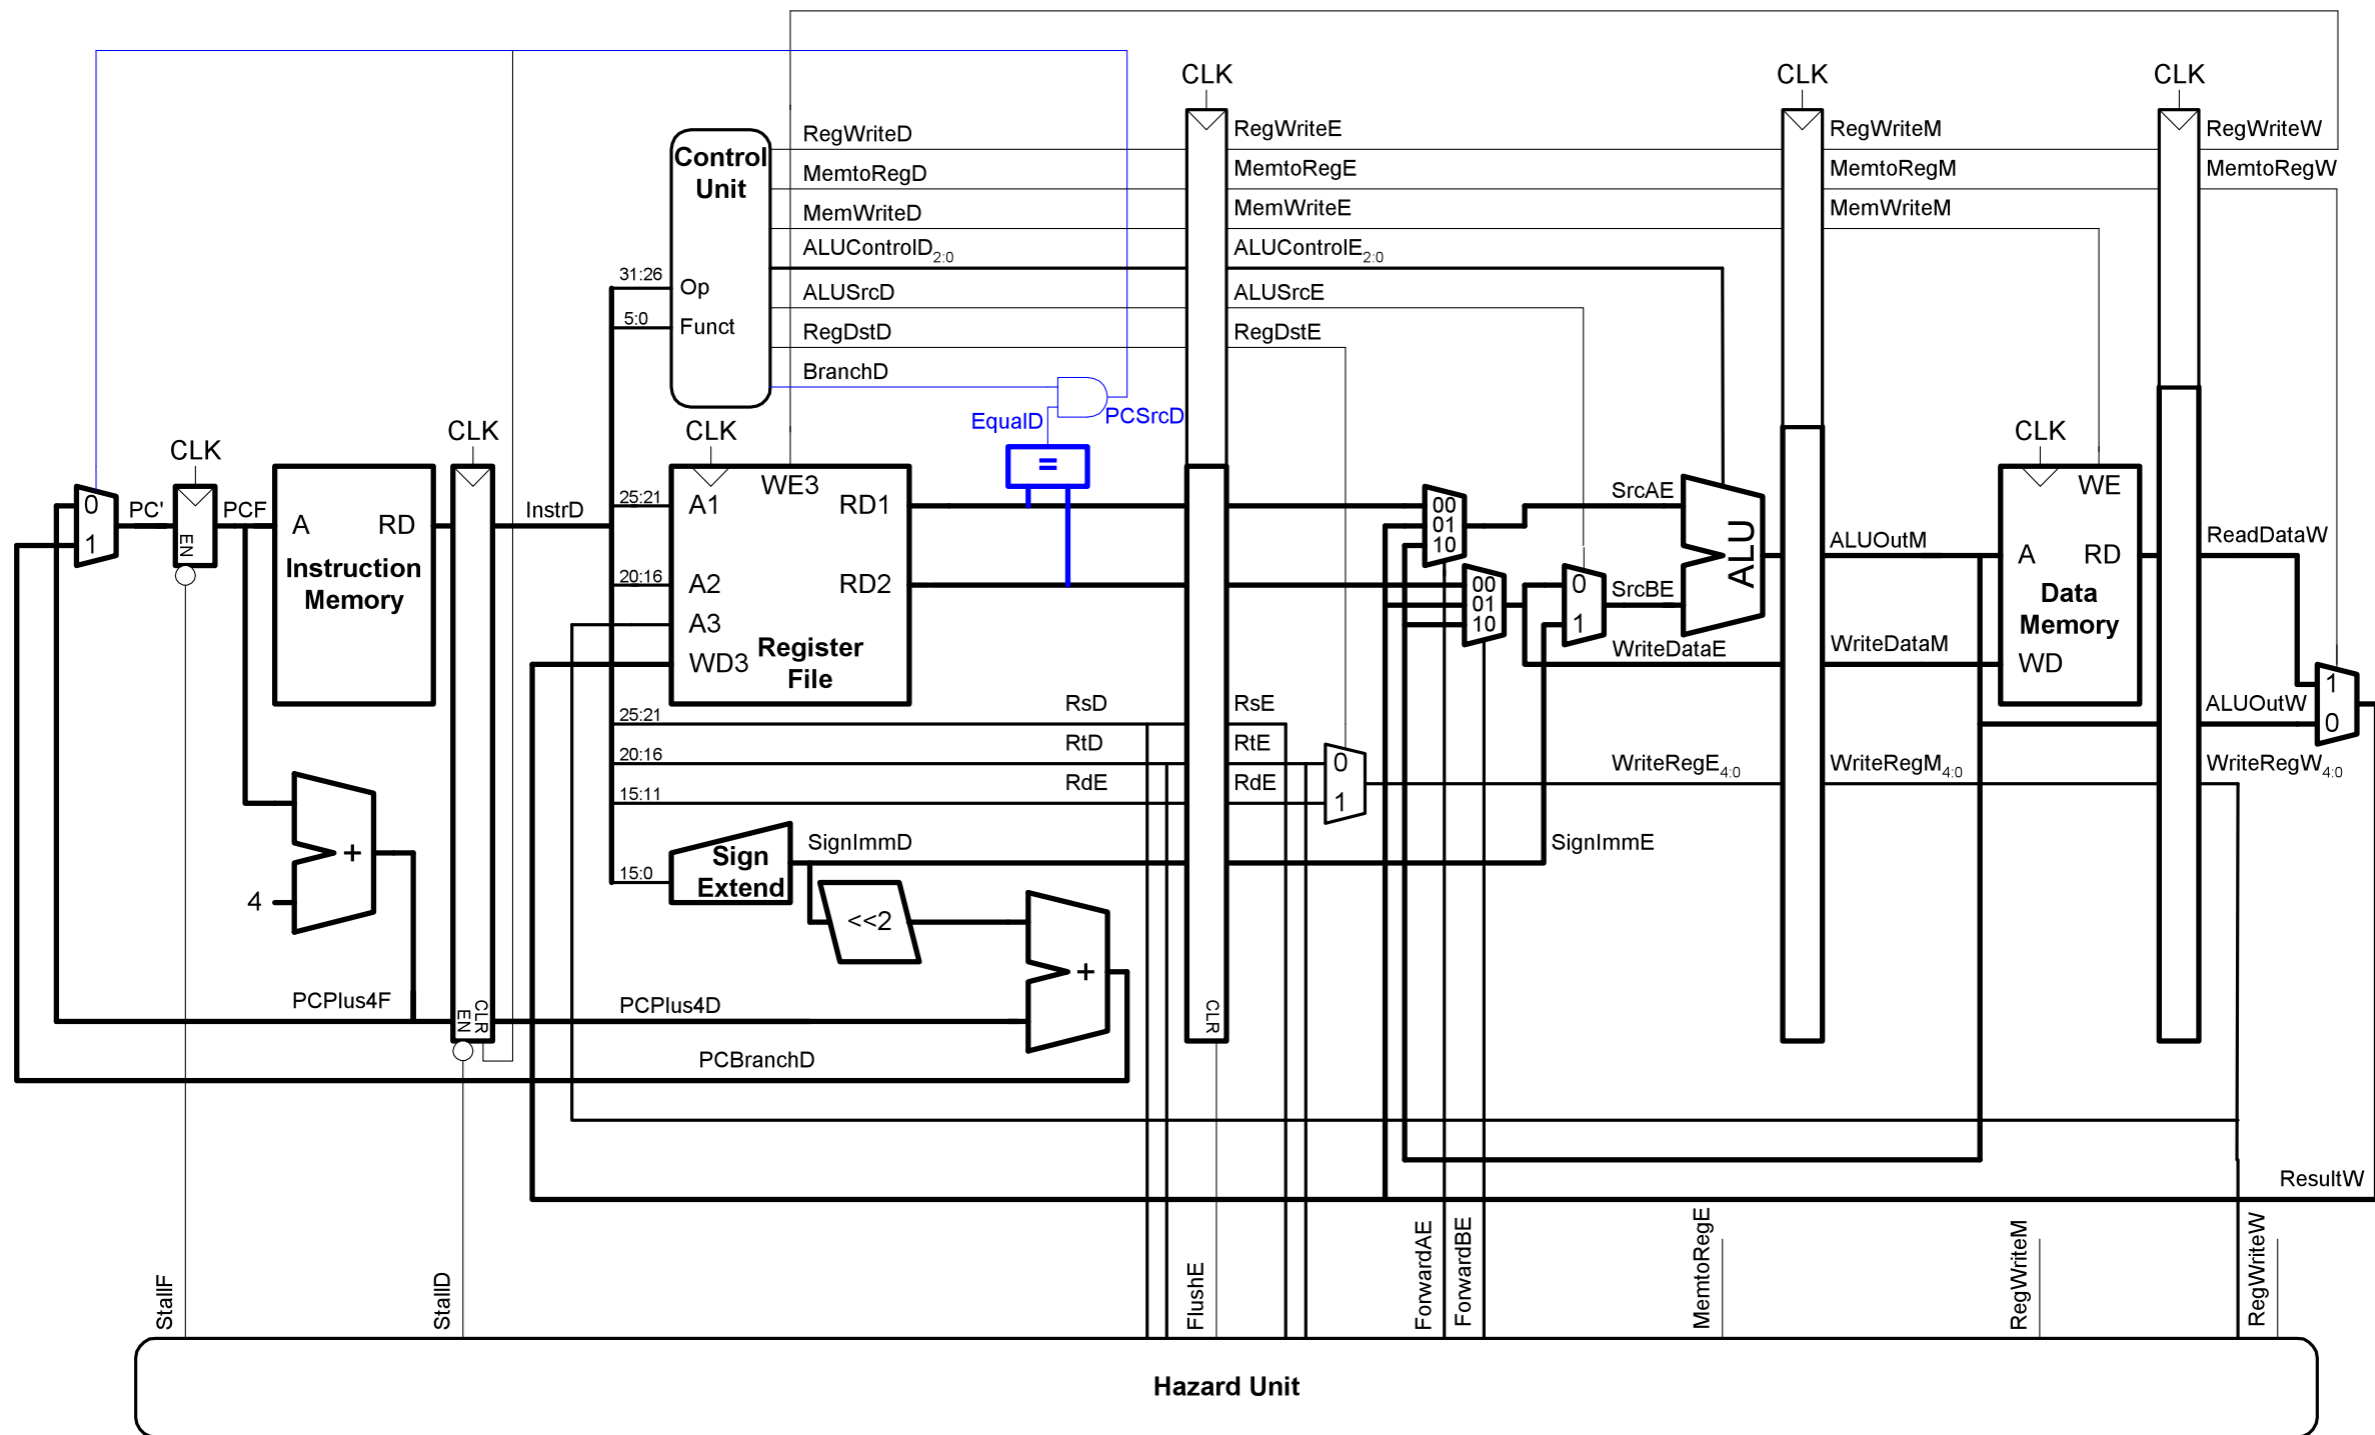 CLK
CLK
CLK
RegWriteD
RegWriteE
RegWriteM
RegWriteW
Control
Unit
MemtoRegD
MemtoRegE
MemtoRegM
MemtoRegW
MemWriteD
MemWriteE
MemWriteM
ALUControlD2:0
ALUControlE2:0
31:26
Op
ALUSrcD
ALUSrcE
5:0
Funct
RegDstD
RegDstE
BranchD
EqualD
PCSrcD
CLK
CLK
CLK
CLK
=
0
1
PC'
EN
PCF
A
RD
Instruction
Memory
InstrD
25:21
A1
WE3
RD1
20:16
A2
RD2
A3
WD3
Register
File
00
01
10
00
01
10
0
1
SrcAE
SrcBE
ALU
ALUOutM
WE
A
RD
Data
Memory
WD
ReadDataW
WriteDataE
WriteDataM
1
0
ALUOutW
25:21
RsD
RsE
20:16
RtD
RtE
15:11
RdE
RdE
0
1
WriteRegE4:0
WriteRegM4:0
WriteRegW4:0
+
4
15:0
Sign
Extend
SignImmD
SignImmE
<<2
+
PCPlus4F
EN
CLR
PCPlus4D
CLR
PCBranchD
ResultW
StallF
StallD
FlushE
ForwardAE
ForwardBE
MemtoRegE
RegWriteM
RegWriteW
Hazard Unit